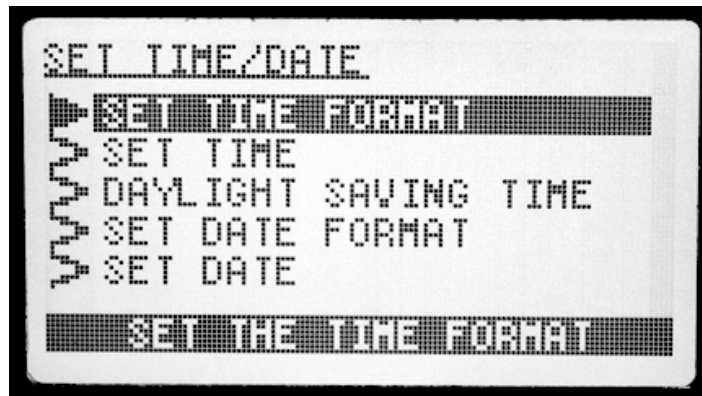 SET TIME/DATE
SET TIME FORMAT
SET TIME
DAYLIGHT SAVING TIME
SET DATE FORMAT
SET DATE
SET THE TIME FORMAT